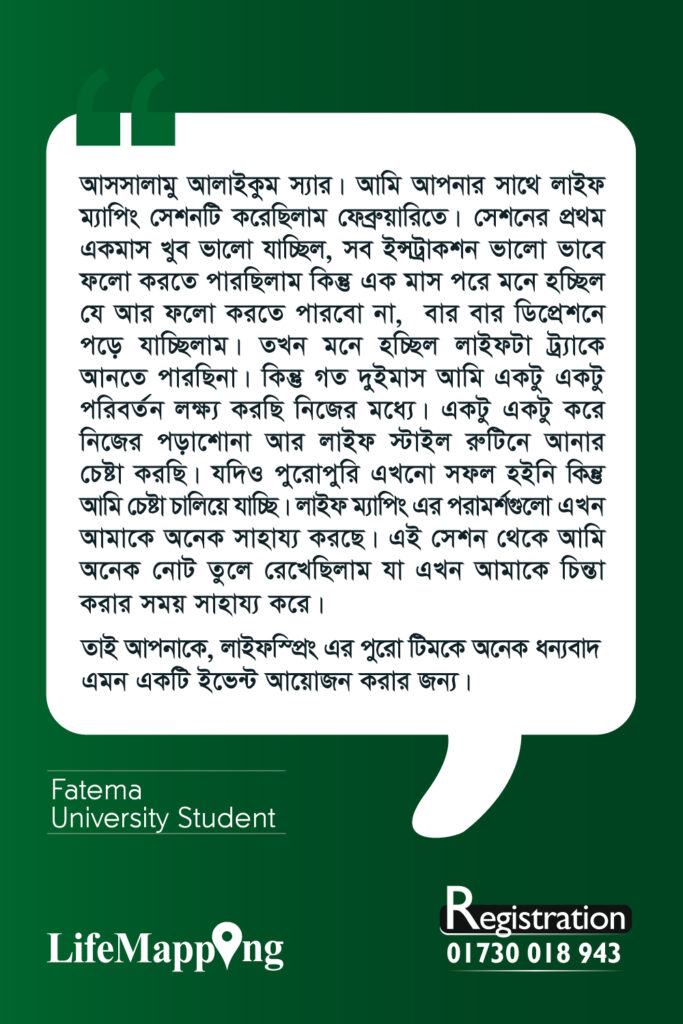 আসসালামু আলাইকুম স্যার। আমি আপনার সাথে লাইফ
ম্যাপিং সেশনটি করেছিলাম ফেব্রুয়ারিতে। সেশনের প্রথম
একমাস খুব ভালো যাচ্ছিল, সব ইন্সট্রাকশন ভালো ভাবে
ফলো করতে পারছিলাম কিন্তু এক মাস পরে মনে হচ্ছিল
যে আর ফলো করতে পারবো না, বার বার ডিপ্রেশনে
পড়ে যাচ্ছিলাম। তখন মনে হচ্ছিল লাইফটা ট্র্যাকে
আনতে পারছিনা। কিন্তু গত দুইমাস আমি একটু একটু
পরিবর্তন লক্ষ্য করছি নিজের মধ্যে। একটু একটু করে
নিজের পড়াশোনা আর লাইফ স্টাইল রুটিনে আনার
চেষ্টা করছি। যদিও পুরোপুরি এখনো সফল হইনি কিন্তু
আমি চেষ্টা চালিয়ে যাচ্ছি। লাইফ ম্যাপিং এর পরামর্শগুলো এখন
আমাকে অনেক সাহায্য করছে। এই সেশন থেকে আমি
অনেক নোট তুলে রেখেছিলাম যা এখন আমাকে চিন্তা
করার সময় সাহায্য করে।
তাই আপনাকে, লাইফস্প্রিং এর পুরো টিমকে অনেক ধন্যবাদ
এমন একটি ইভেন্ট আয়োজন করার জন্য।
Fatema
University Student
LifeMapping
Registration
01730 018 943